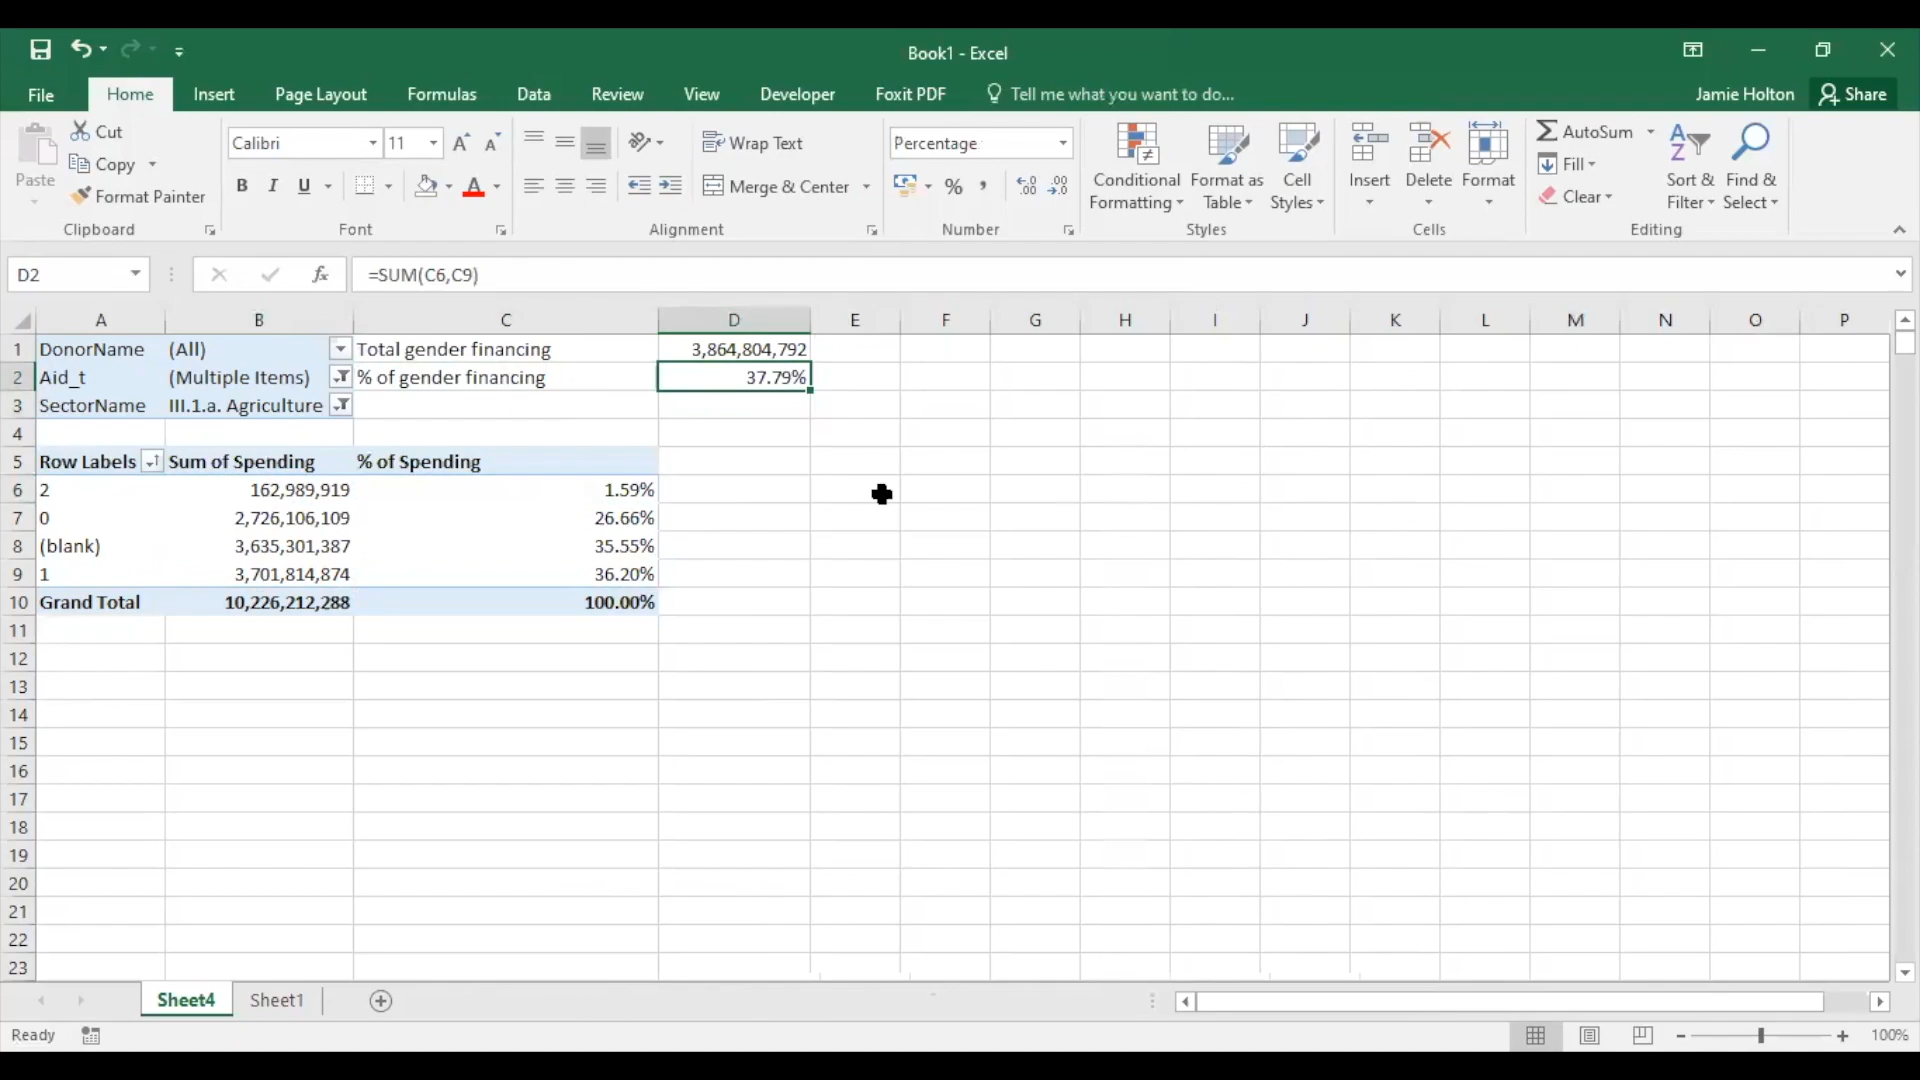 Book1 - Excel
File Home Insert Page Layout Formulas Data Review View Developer Foxit PDF Tell me what you want to do... Jamie Holton Share
Paste Cut Copy Format Painter Clipboard
Calibri 11 B I U A Font
Wrap Text Merge & Center Alignment
Percentage % , Number
Conditional Formatting Format as Table Cell Styles Styles
Insert Delete Format Cells
AutoSum Fill Clear Sort & Filter Find & Select Editing
D2 fx =SUM(C6,C9)
A B C D E F G H I J K L M N O P
1 DonorName (All) Total gender financing 3,864,804,792
2 Aid_t (Multiple Items) % of gender financing 37.79%
3 SectorName III.1.a. Agriculture
4
5 Row Labels Sum of Spending % of Spending
6 2 162,989,919 1.59%
7 0 2,726,106,109 26.66%
8 (blank) 3,635,301,387 35.55%
9 1 3,701,814,874 36.20%
10 Grand Total 10,226,212,288 100.00%
11
12
13
14
15
16
17
18
19
20
21
22
23
Sheet4 Sheet1
Ready 100%